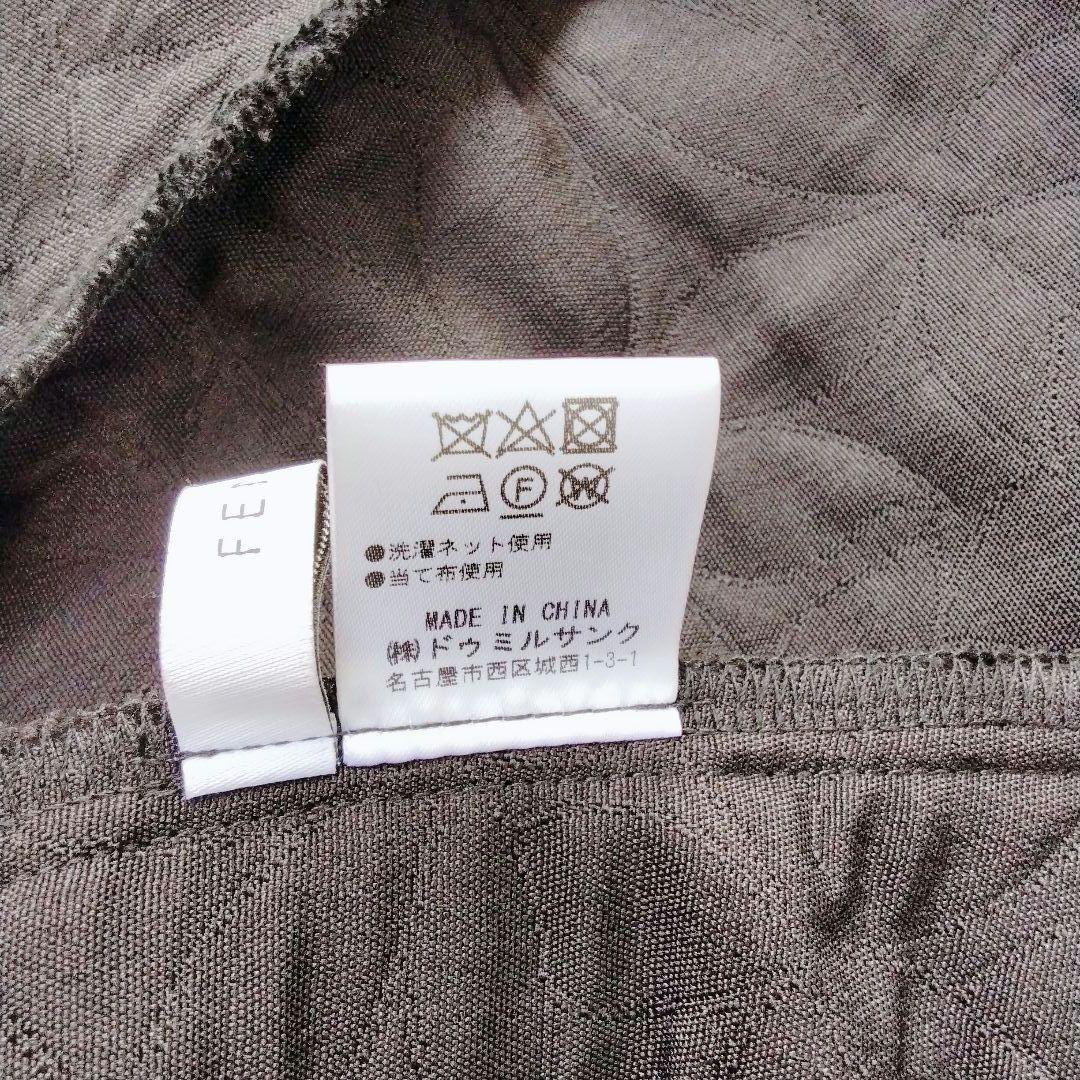 FE
F
W
●洗濯ネット使用
●当て布使用
MADE IN CHINA
㈱ドゥミルサンク
名古屋市西区城西1-3-1